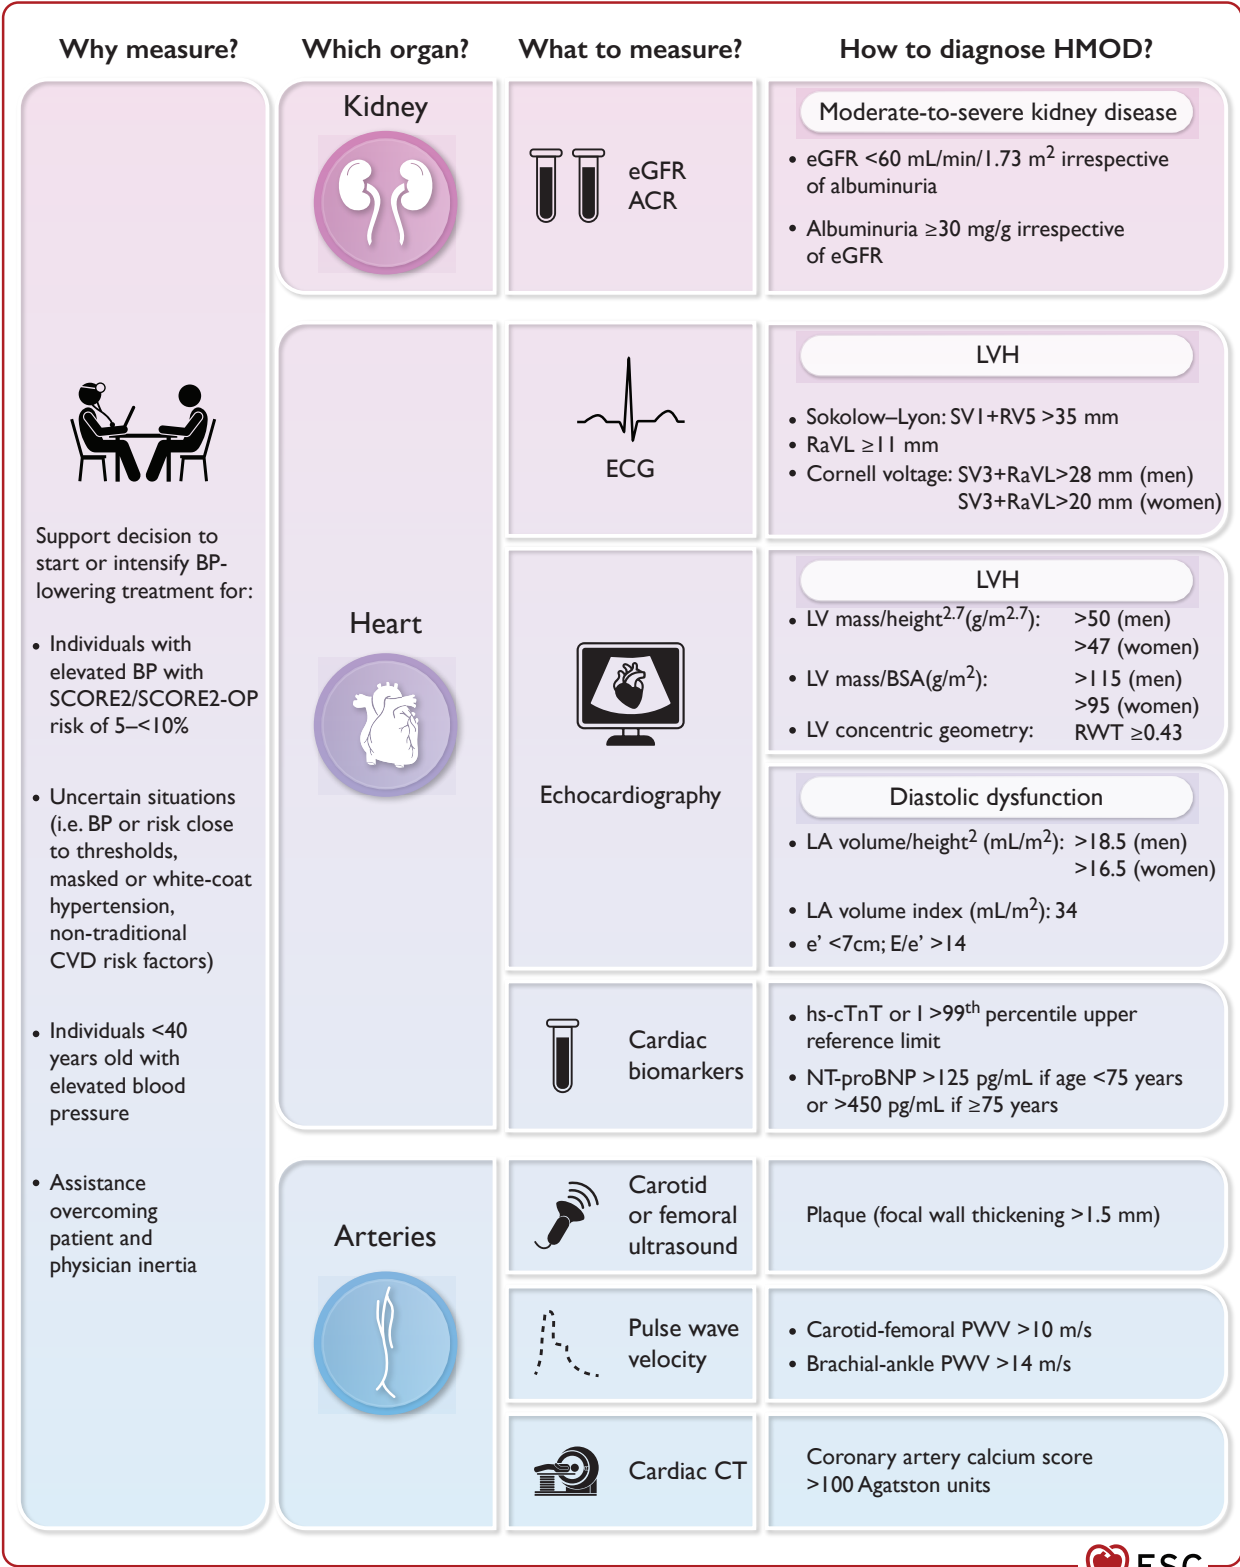 Why measure?
Which organ?
What to measure?
How to diagnose HMOD?
Support decision to
start or intensify BP-
lowering treatment for:
• Individuals with
elevated BP with
SCORE2/SCORE2-OP
risk of 5–<10%
• Uncertain situations
(i.e. BP or risk close
to thresholds,
masked or white-coat
hypertension,
non-traditional
CVD risk factors)
• Individuals <40
years old with
elevated blood
pressure
• Assistance
overcoming
patient and
physician inertia
Kidney
eGFR
ACR
Moderate-to-severe kidney disease
• eGFR <60 mL/min/1.73 m² irrespective
of albuminuria
• Albuminuria ≥30 mg/g irrespective
of eGFR
Heart
ECG
LVH
• Sokolow–Lyon: SV1+RV5 >35 mm
• RaVL ≥11 mm
• Cornell voltage: SV3+RaVL>28 mm (men)
SV3+RaVL>20 mm (women)
Echocardiography
LVH
• LV mass/height^2.7(g/m^2.7): >50 (men)
>47 (women)
• LV mass/BSA(g/m²): >115 (men)
>95 (women)
• LV concentric geometry: RWT ≥0.43
Diastolic dysfunction
• LA volume/height² (mL/m²): >18.5 (men)
>16.5 (women)
• LA volume index (mL/m²): 34
• e’ <7cm; E/e’ >14
Cardiac
biomarkers
• hs-cTnT or I >99th percentile upper
reference limit
• NT-proBNP >125 pg/mL if age <75 years
or >450 pg/mL if ≥75 years
Arteries
Carotid
or femoral
ultrasound
Plaque (focal wall thickening >1.5 mm)
Pulse wave
velocity
• Carotid-femoral PWV >10 m/s
• Brachial-ankle PWV >14 m/s
Cardiac CT
Coronary artery calcium score
>100 Agatston units
ESC